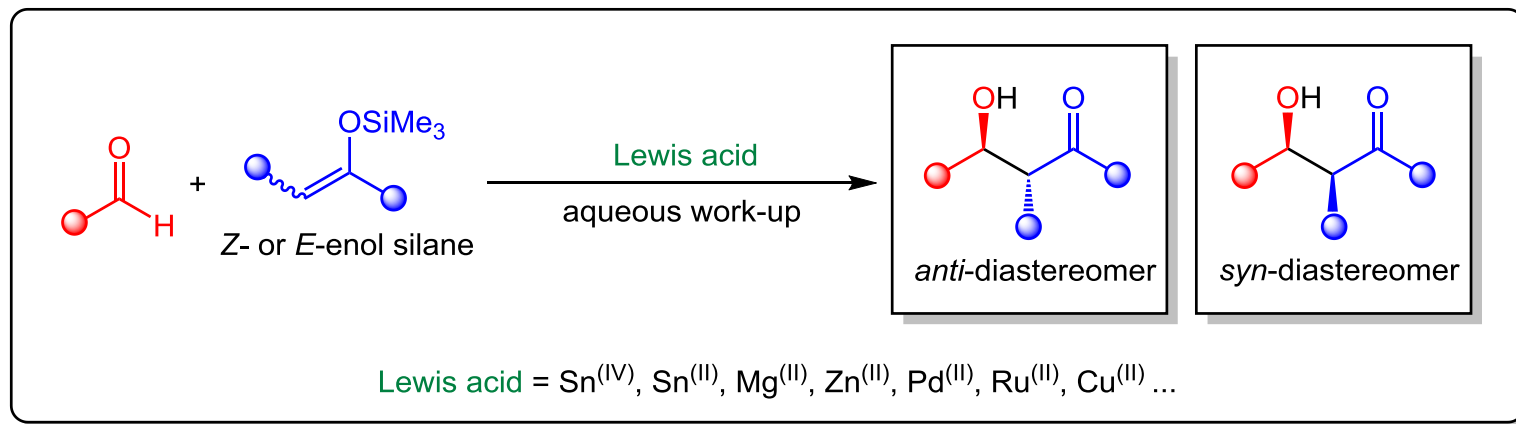 O
H
+
OSiMe₃
Z- or E-enol silane
Lewis acid
aqueous work-up
OH O
anti-diastereomer
OH O
syn-diastereomer
Lewis acid = Sn⁽ᴵⱽ⁾, Sn⁽ᴵᴵ⁾, Mg⁽ᴵᴵ⁾, Zn⁽ᴵᴵ⁾, Pd⁽ᴵᴵ⁾, Ru⁽ᴵᴵ⁾, Cu⁽ᴵᴵ⁾ ...